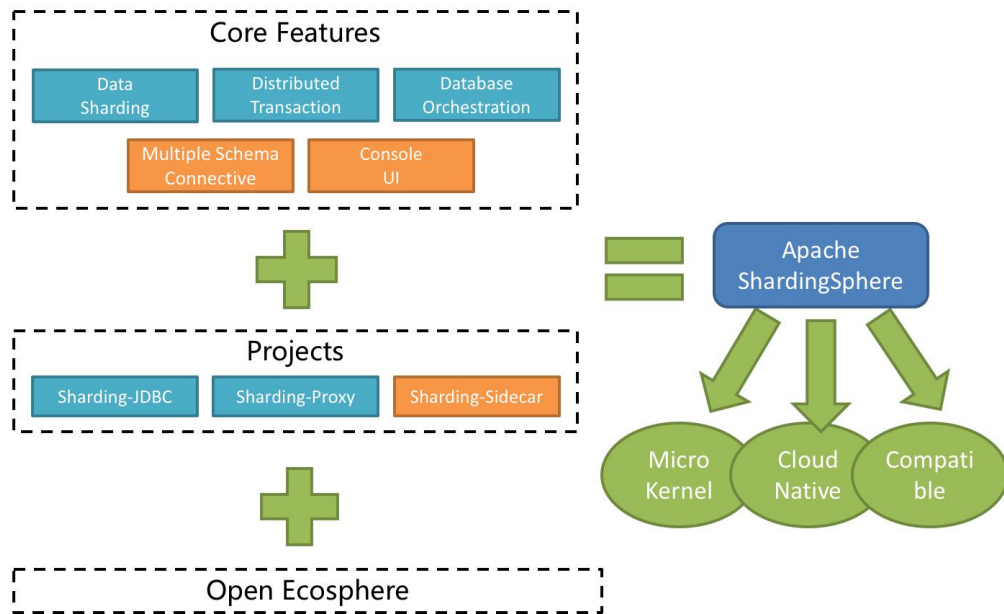 Core Features
Data
Sharding
Distributed
Transaction
Database
Orchestration
Multiple Schema
Connective
Console
UI
Projects
Sharding-JDBC
Sharding-Proxy
Sharding-Sidecar
Open Ecosphere
Apache
ShardingSphere
Micro
Kernel
Cloud
Native
Compati
ble